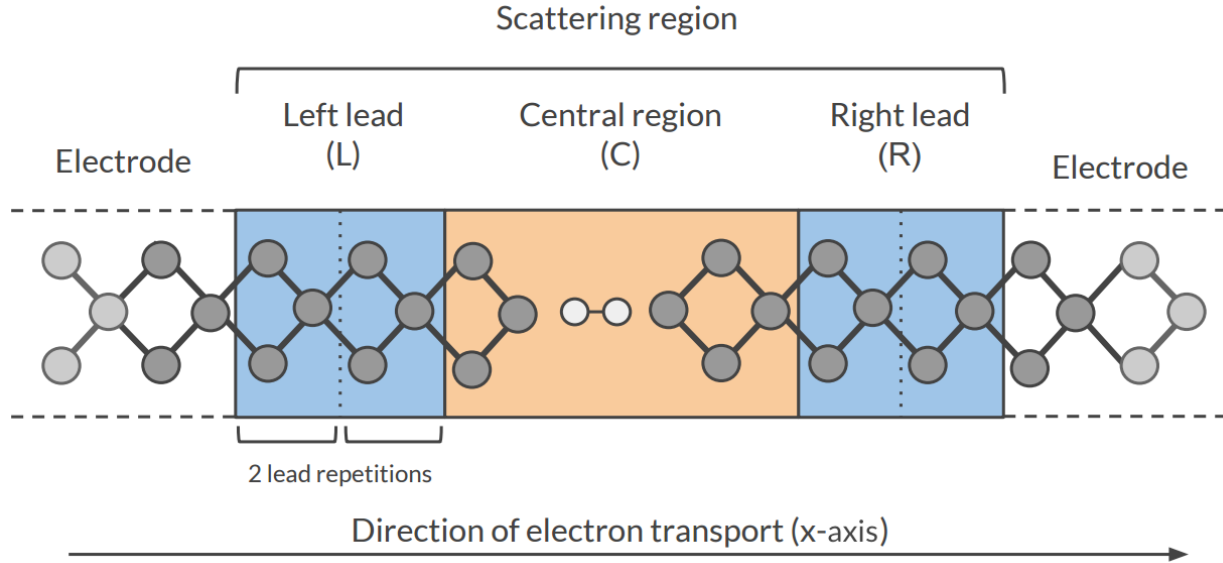 Scattering region
Left lead
(L)
Central region
(C)
Right lead
(R)
Electrode
Electrode
2 lead repetitions
Direction of electron transport (x-axis)